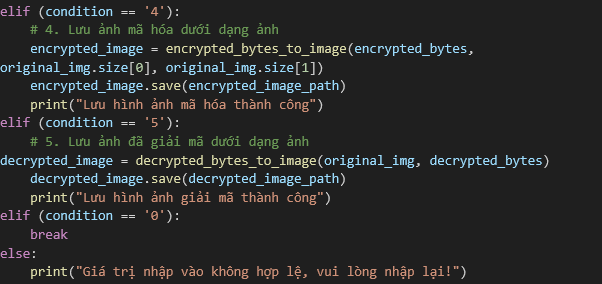 elif (condition == '4'):
    # 4. Lưu ảnh mã hóa dưới dạng ảnh
    encrypted_image = encrypted_bytes_to_image(encrypted_bytes,
original_img.size[0], original_img.size[1])
    encrypted_image.save(encrypted_image_path)
    print("Lưu hình ảnh mã hóa thành công")
elif (condition == '5'):
    # 5. Lưu ảnh đã giải mã dưới dạng ảnh
decrypted_image = decrypted_bytes_to_image(original_img, decrypted_bytes)
    decrypted_image.save(decrypted_image_path)
    print("Lưu hình ảnh giải mã thành công")
elif (condition == '0'):
    break
else:
    print("Giá trị nhập vào không hợp lệ, vui lòng nhập lại!")